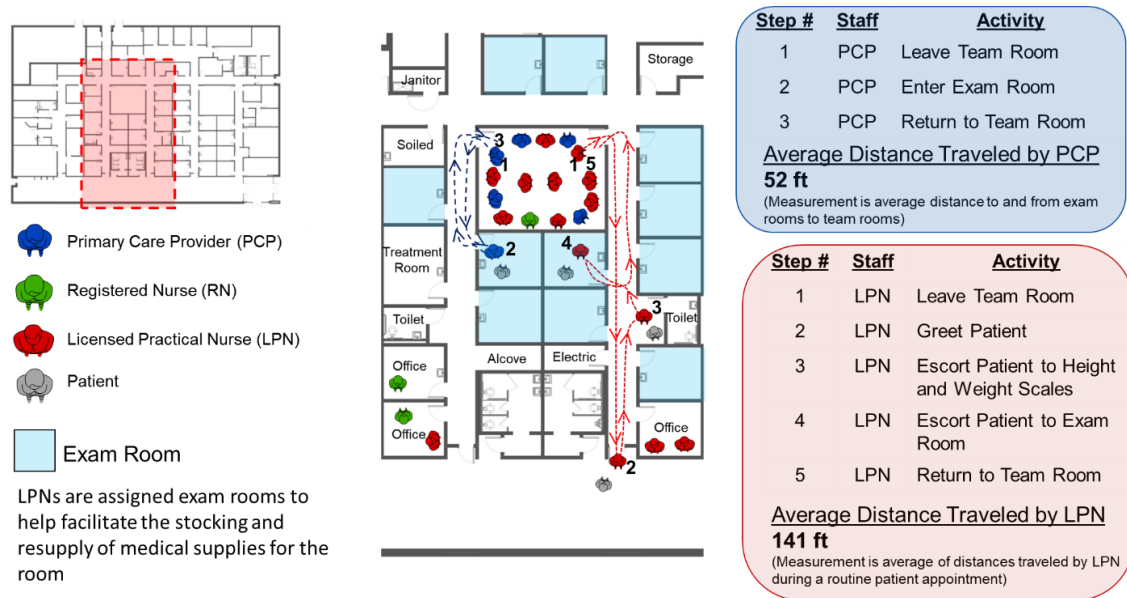 Primary Care Provider (PCP)
Registered Nurse (RN)
Licensed Practical Nurse (LPN)
Patient
Exam Room
LPNs are assigned exam rooms to
help facilitate the stocking and
resupply of medical supplies for the
room
Janitor
Storage
Soiled
3
1
1
5
Treatment
Room
2
4
3
Toilet
Toilet
Office
Alcove
Electric
Office
Office
2
Step # Staff Activity
1 PCP Leave Team Room
2 PCP Enter Exam Room
3 PCP Return to Team Room
Average Distance Traveled by PCP
52 ft
(Measurement is average distance to and from exam
rooms to team rooms)
Step # Staff Activity
1 LPN Leave Team Room
2 LPN Greet Patient
3 LPN Escort Patient to Height
and Weight Scales
4 LPN Escort Patient to Exam
Room
5 LPN Return to Team Room
Average Distance Traveled by LPN
141 ft
(Measurement is average of distances traveled by LPN
during a routine patient appointment)